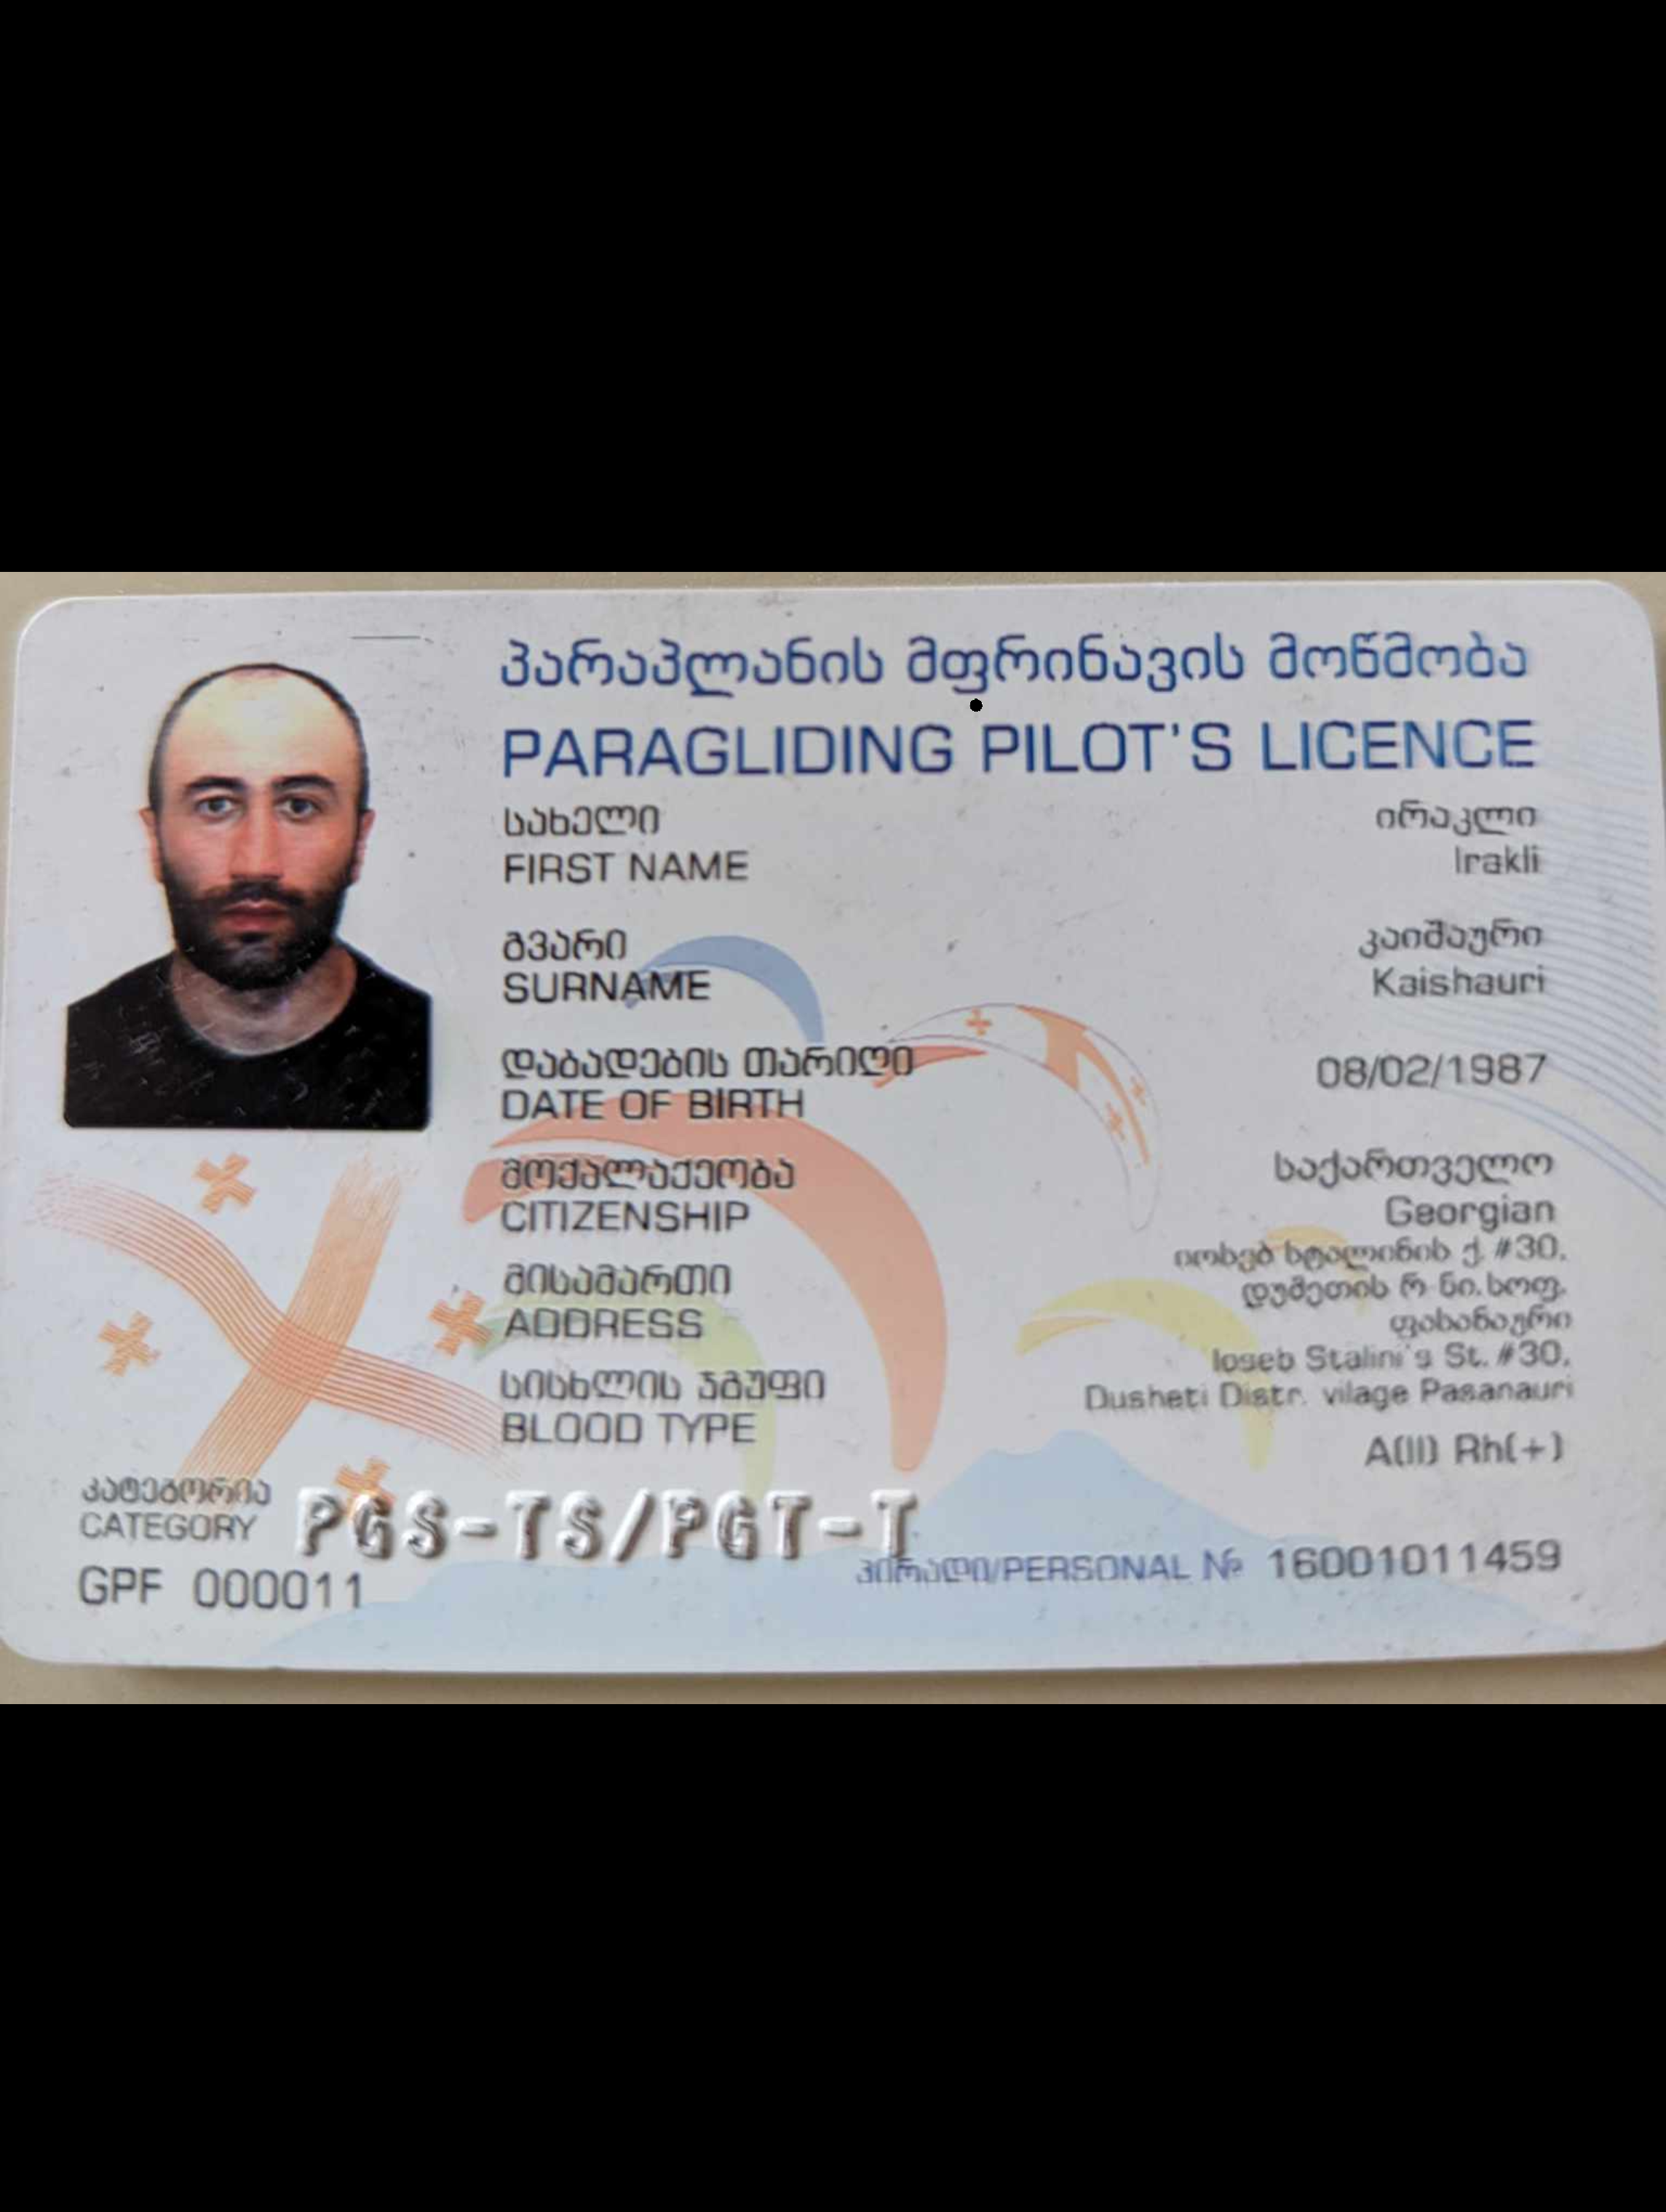 პარაპლანის მფრინავის მოწმობა
PARAGLIDING PILOT'S LICENCE
სახელი ირაკლი
FIRST NAME Irakli
გვარი კაიშაური
SURNAME Kaishauri
დაბადების თარიღი 08/02/1987
DATE OF BIRTH
მოქალაქეობა საქართველო
CITIZENSHIP Georgian
მისამართი იოსებ სტალინის ქ. #30,
დუშეთის რ-ნი.სოფ.
ფასანაური
ADDRESS Ioseb Stalini's St. #30,
Dusheti Distr. vilage Pasanauri
სისხლის ჯგუფი
BLOOD TYPE A(II) Rh(+)
კატეგორია
CATEGORY PGS-TS/PGT-T
GPF 000011 პირადი/PERSONAL № 16001011459